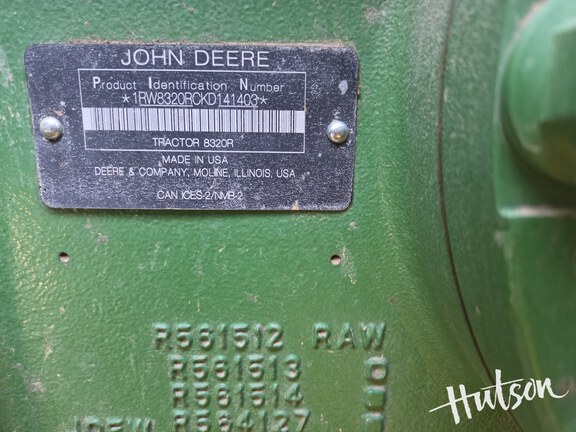 JOHN DEERE
Product Identification Number
*1RW8320RCKD141403*
TRACTOR 8320R
MADE IN USA
DEERE & COMPANY, MOLINE, ILLINOIS, USA
CAN ICES-2/NMB-2
R561512 RAW
R561513
R561514
R564127
Hutson